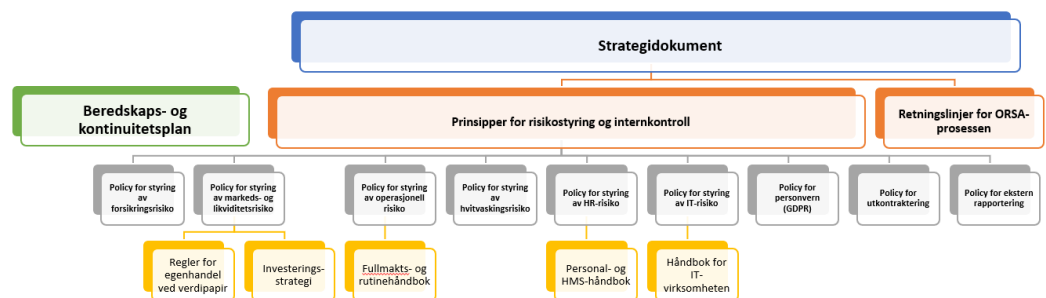 Strategidokument
Beredskaps- og
kontinuitetsplan
Prinsipper for risikostyring og internkontroll
Retningslinjer for ORSA-
prosessen
Policy for styring
av
forsikringsrisiko
Policy for styring
av markeds- og
likviditetsrisiko
Policy for styring
av operasjonell
risiko
Policy for styring
av
hvitvaskingsrisiko
Policy for styring
av HR-risiko
Policy for styring
av IT-risiko
Policy for
personvern
(GDPR)
Policy for
utkontraktering
Policy for ekstern
rapportering
Regler for
egenhandel
ved verdipapir
Investerings-
strategi
Fullmakts- og
rutinehåndbok
Personal- og
HMS-håndbok
Håndbok for
IT-
virksomheten